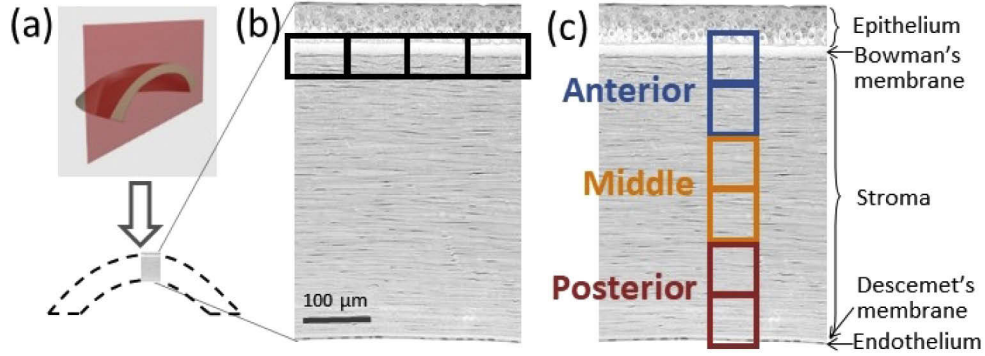 (a)
(b)
100 μm
(c)
Anterior
Middle
Posterior
Epithelium
Bowman's
membrane
Stroma
Descemet's
membrane
Endothelium